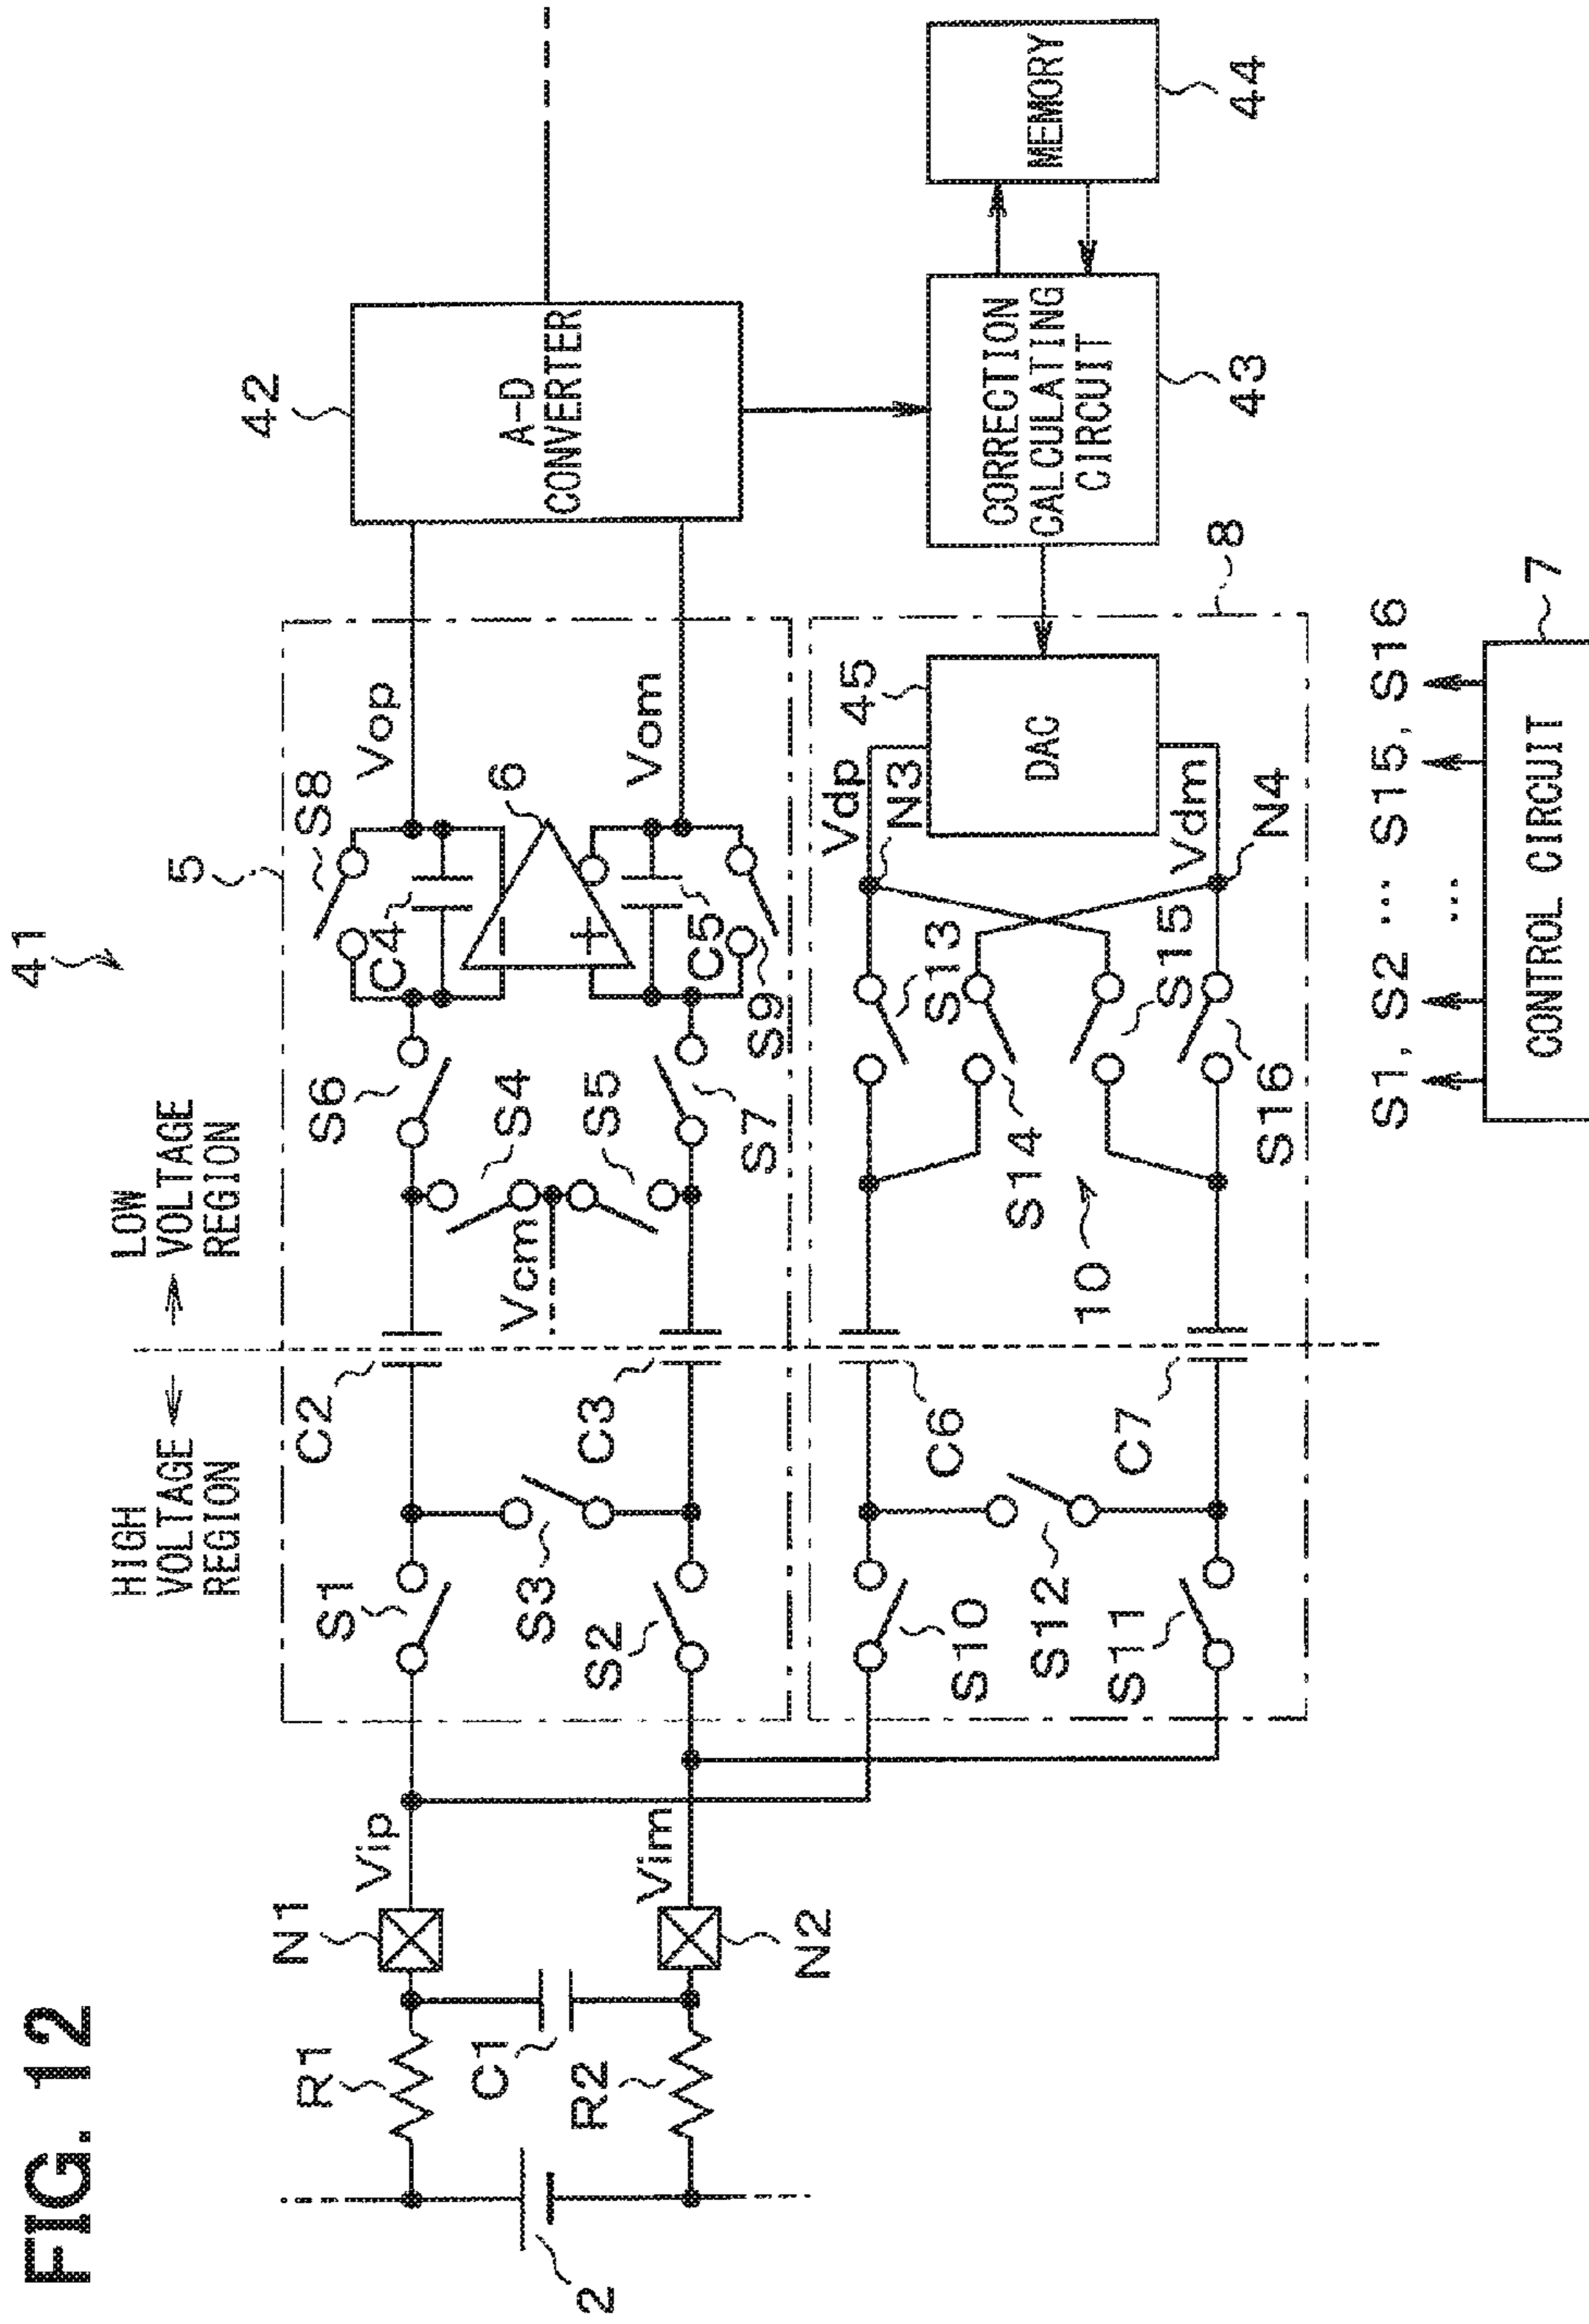 FIG. 12
41
HIGH
VOLTAGE
REGION
LOW
VOLTAGE
REGION
5
42
N1
R1
Vip
S1
C2
S6
S8
Vop
C4
6
A-D
CONVERTER
C1
S3
Vcm
S4
2
R2
Vim
S2
C3
S5
C5
Vom
N2
S7
S9
Vdp
45
N3
S10
C6
S13
DAC
CORRECTION
CALCULATING
CIRCUIT
MEMORY
S12
S14
10
S15
Vdm
S11
C7
S16
N4
8
43
44
S1, S2 ... S15, S16
...
CONTROL CIRCUIT
7